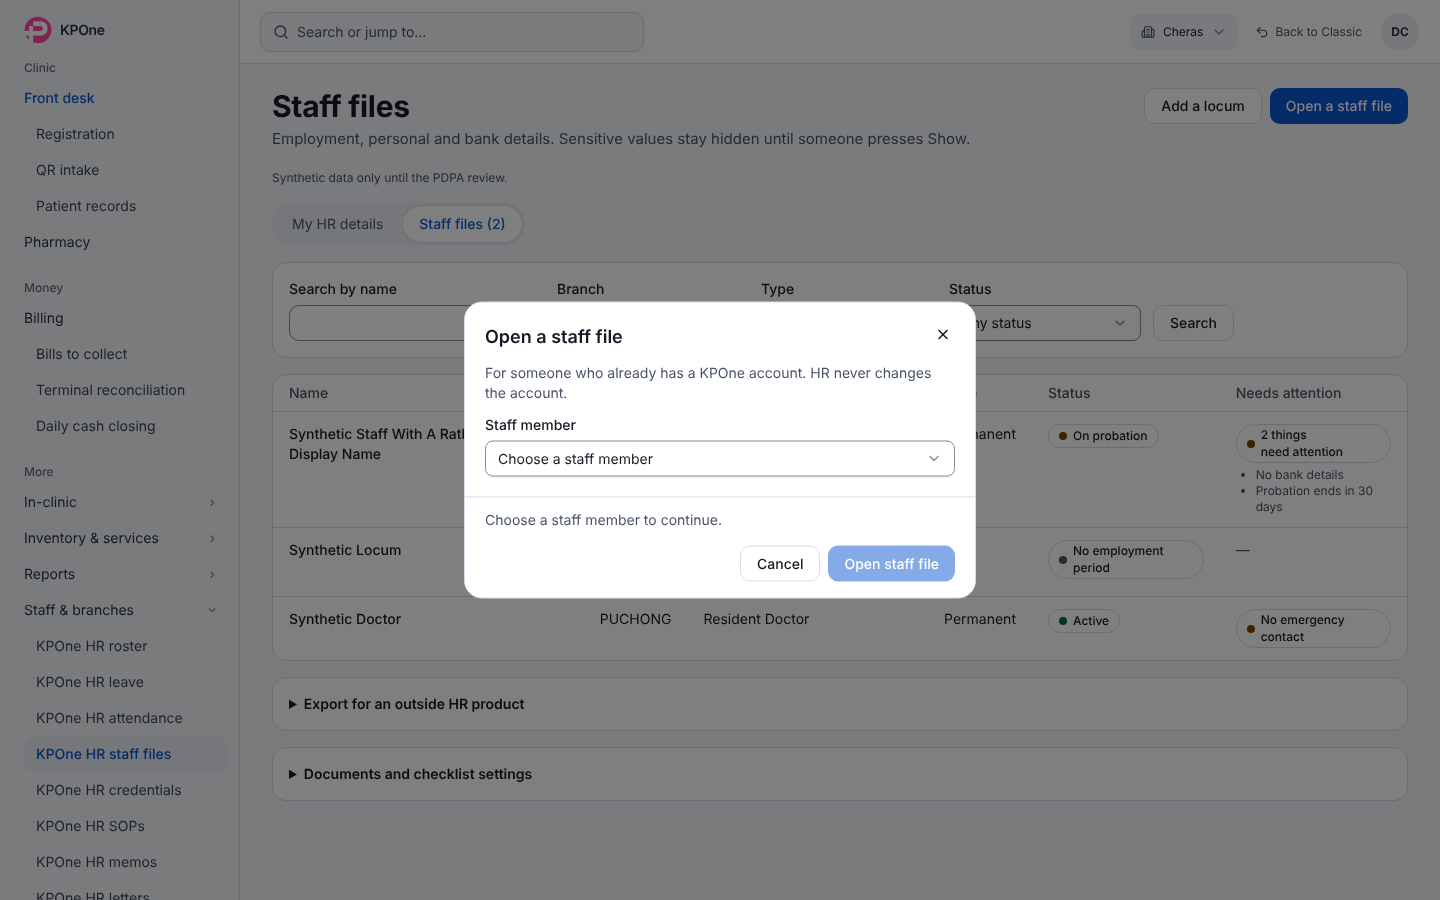 KPOne
Search or jump to...
Cheras
Back to Classic
DC
Clinic
Front desk
Registration
QR intake
Patient records
Pharmacy
Money
Billing
Bills to collect
Terminal reconciliation
Daily cash closing
More
In-clinic
Inventory & services
Reports
Staff & branches
KPOne HR roster
KPOne HR leave
KPOne HR attendance
KPOne HR staff files
KPOne HR credentials
KPOne HR SOPs
KPOne HR memos
KPOne HR letters
Staff files
Add a locum
Open a staff file
Employment, personal and bank details. Sensitive values stay hidden until someone presses Show.
Synthetic data only until the PDPA review.
My HR details
Staff files (2)
Search by name
Branch
Type
Status
Search
Name
Status
Needs attention
Synthetic Staff With A
Display Name
On probation
2 things
need attention
No bank details
Probation ends in 30
days
Synthetic Locum
No employment
period
—
Synthetic Doctor
PUCHONG
Resident Doctor
Permanent
Active
No emergency
contact
Export for an outside HR product
Documents and checklist settings
Open a staff file
For someone who already has a KPOne account. HR never changes
the account.
Staff member
Choose a staff member
Choose a staff member to continue.
Cancel
Open staff file